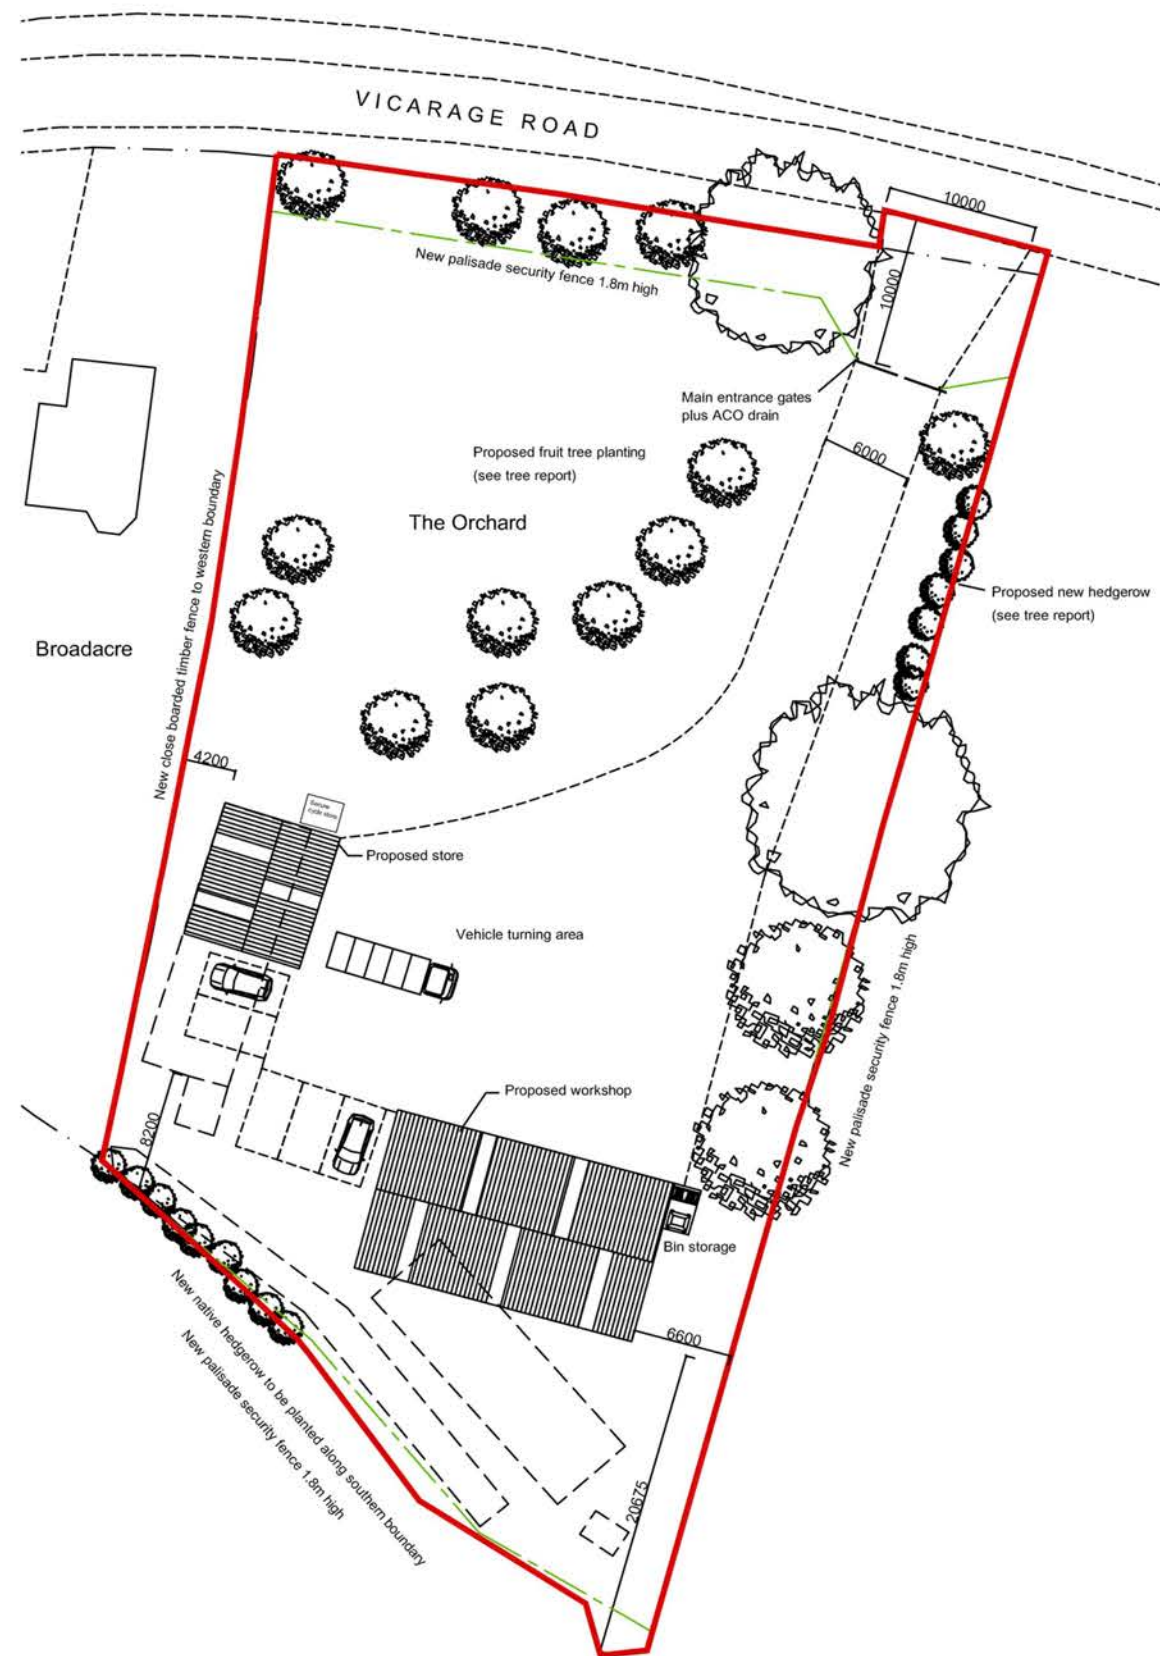 VICARAGE ROAD
10000
10000
New palisade security fence 1.8m high
Main entrance gates
plus ACO drain
6000
Proposed fruit tree planting
(see tree report)
The Orchard
Proposed new hedgerow
(see tree report)
New close boarded timber fence to western boundary
Broadacre
4200
Secure
cycle store
Proposed store
Vehicle turning area
New palisade security fence 1.8m high
Proposed workshop
8200
Bin storage
New native hedgerow to be planted along southern boundary
New palisade security fence 1.8m high
6600
20675